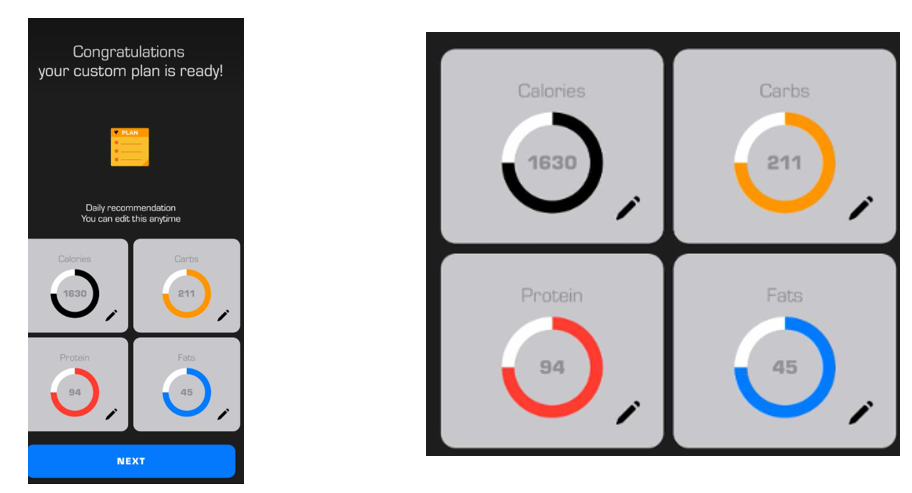 Congratulations
your custom plan is ready!
PLAN
Daily recommendation
You can edit this anytime
Calories
1630
Carbs
211
Protein
94
Fats
45
NEXT
Calories
1630
Carbs
211
Protein
94
Fats
45